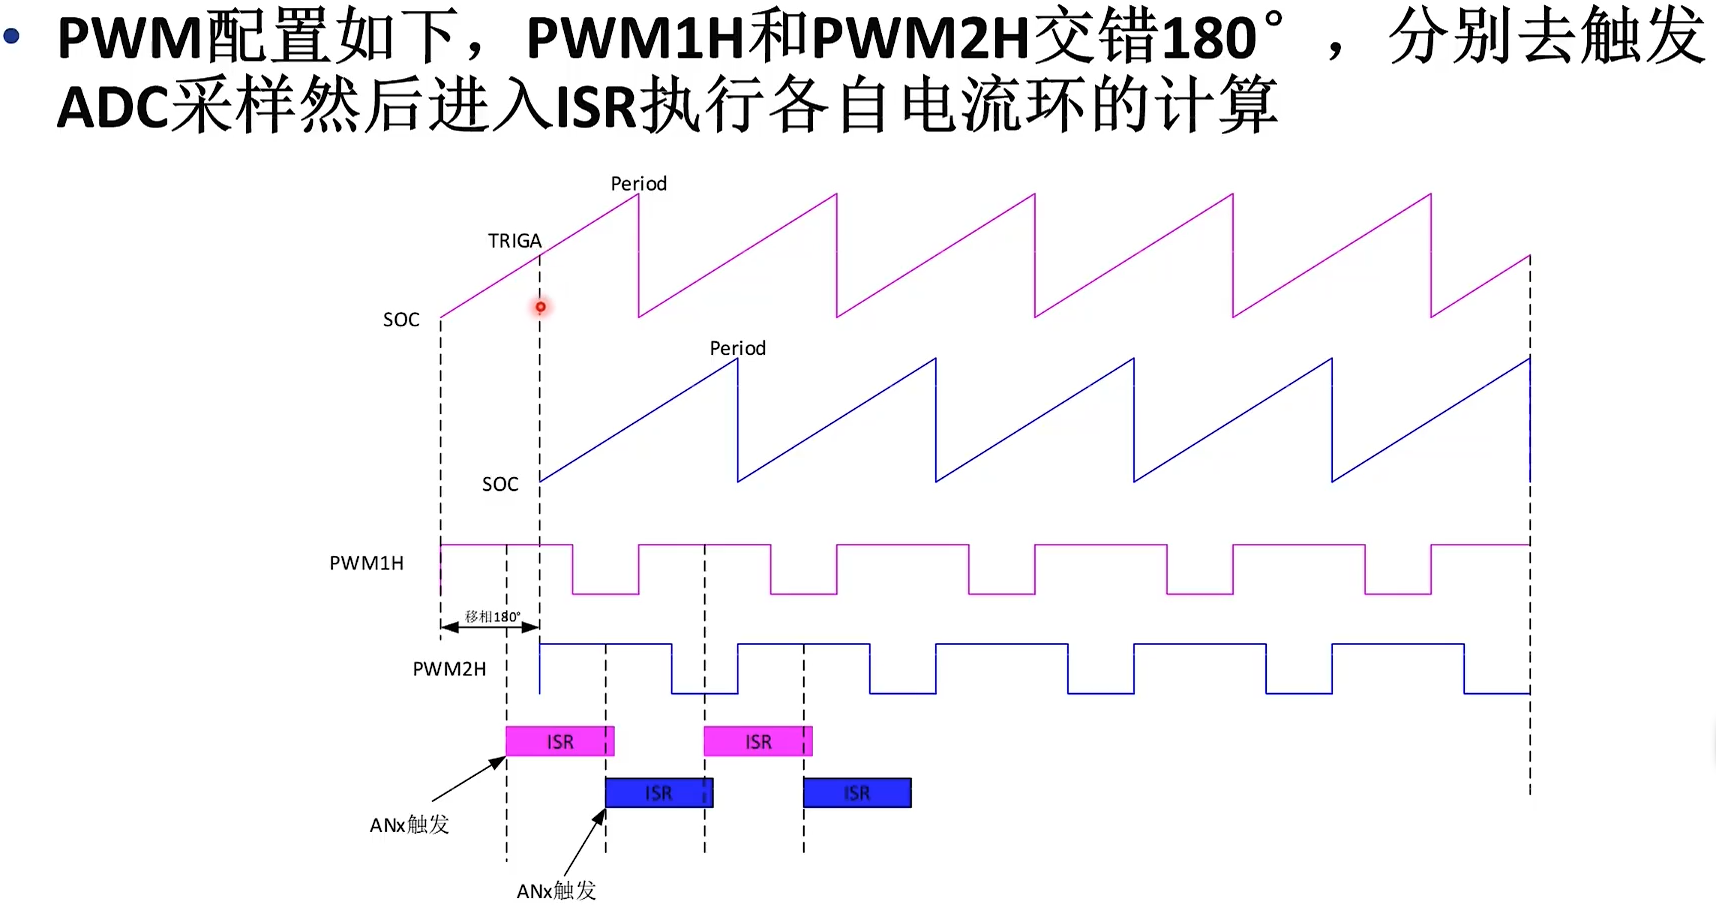 • PWM配置如下，PWM1H和PWM2H交错180°，分别去触发
ADC采样然后进入ISR执行各自电流环的计算
Period
TRIGA
SOC
Period
SOC
PWM1H
移相180°
PWM2H
ISR
ISR
ISR
ISR
ANx触发
ANx触发